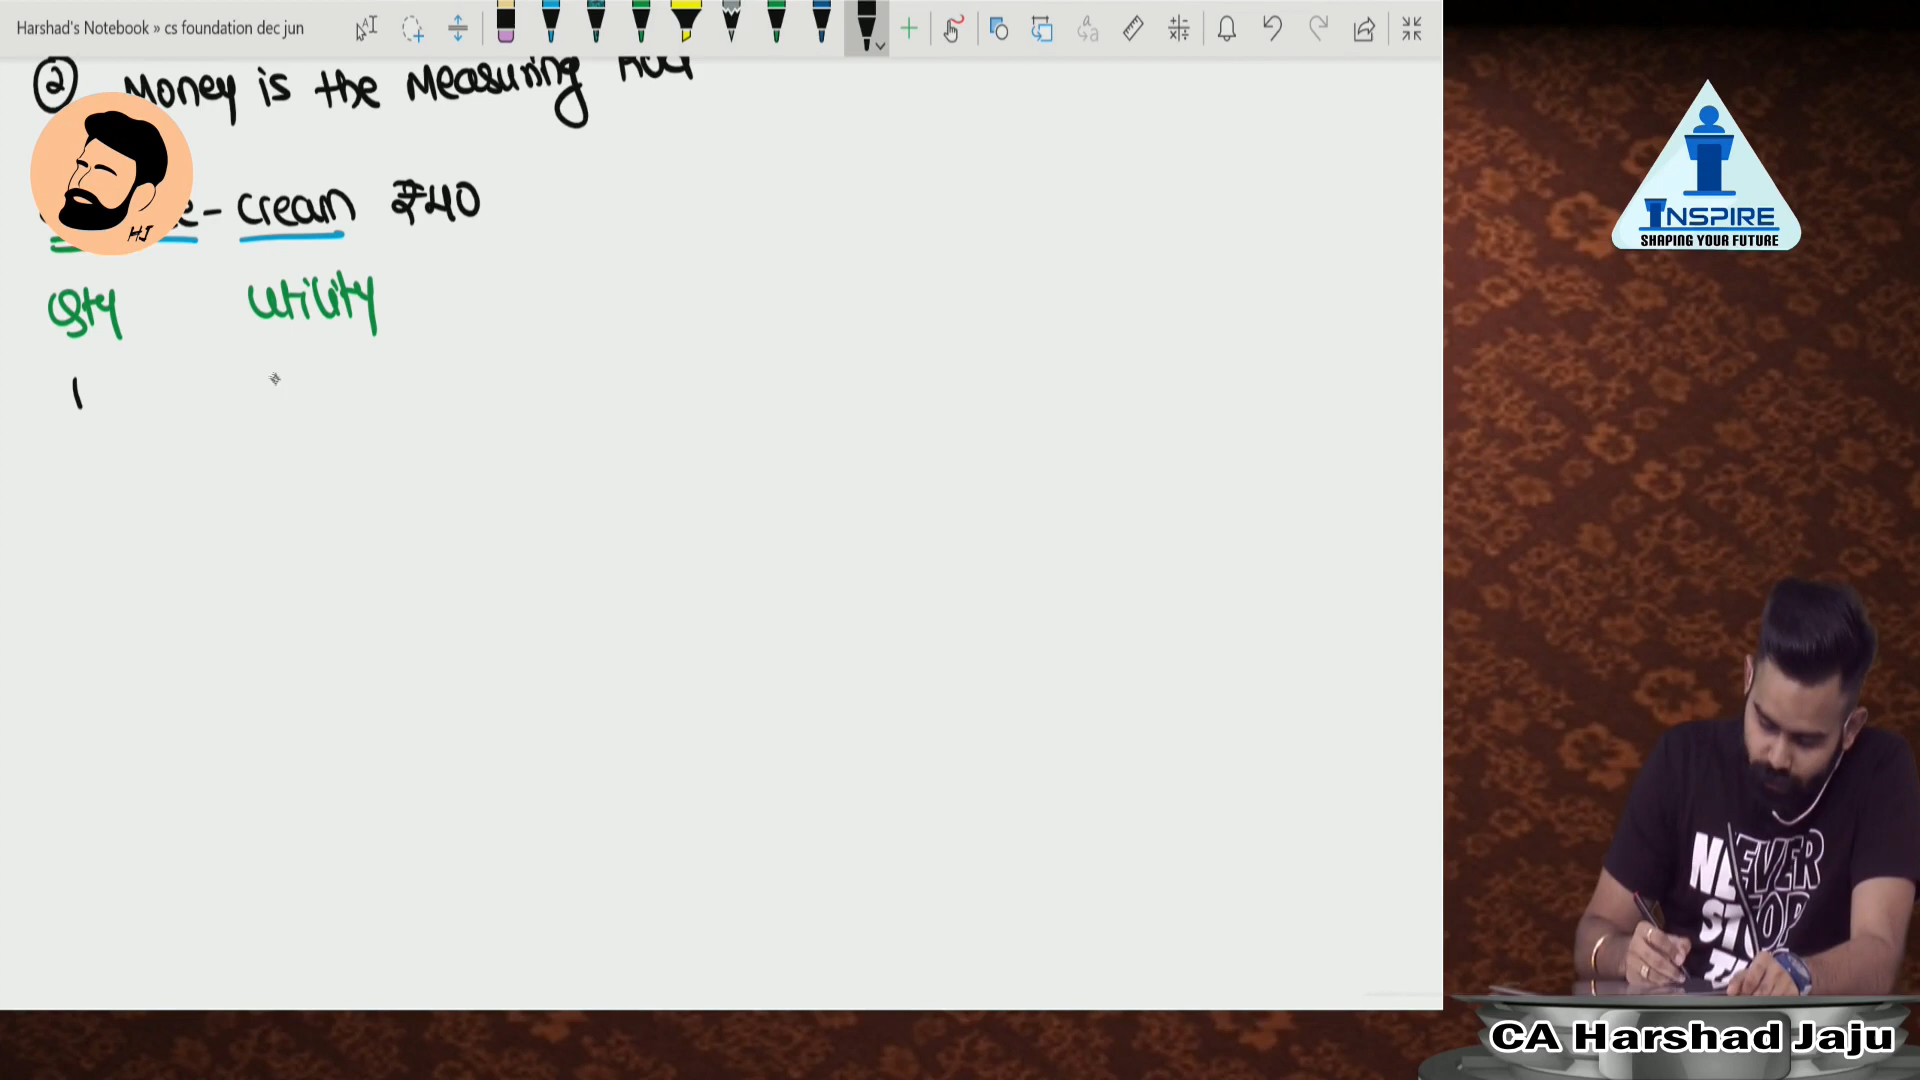 Harshad's Notebook » cs foundation dec jun
② Money is the Measuring Rod
- cream ₹40
Qty Utility
1
HJ
INSPIRE
SHAPING YOUR FUTURE
NEVER
STOP
CA Harshad Jaju